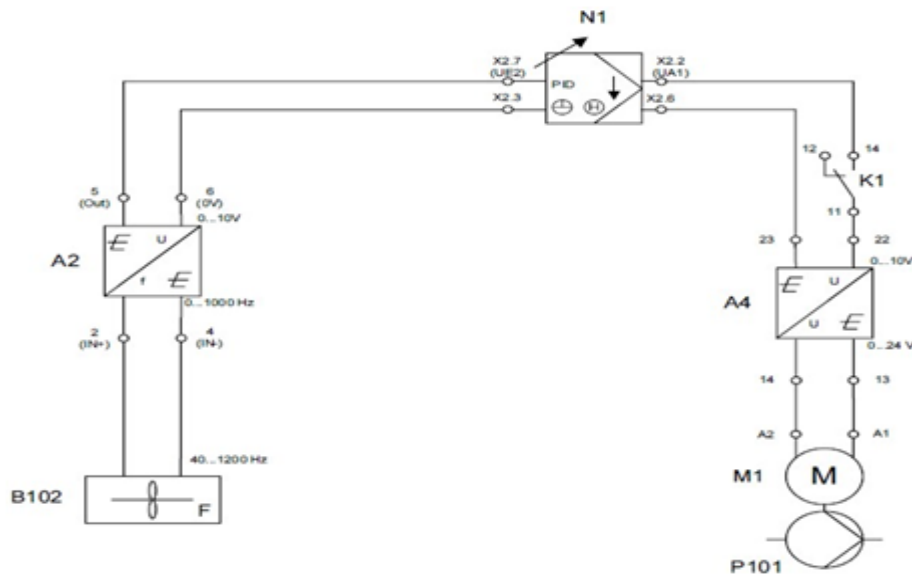 N1
X2.7
(UE2)
X2.2
(UA1)
PID
X2.3
X2.6
12
14
K1
11
5
(Out)
6
(0V)
0...10V
23
22
0...10V
A2
U
f
A4
U
U
0...1000 Hz
0...24 V
2
(IN+)
4
(IN-)
14
13
A2
A1
40...1200 Hz
B102
F
M1
M
P101